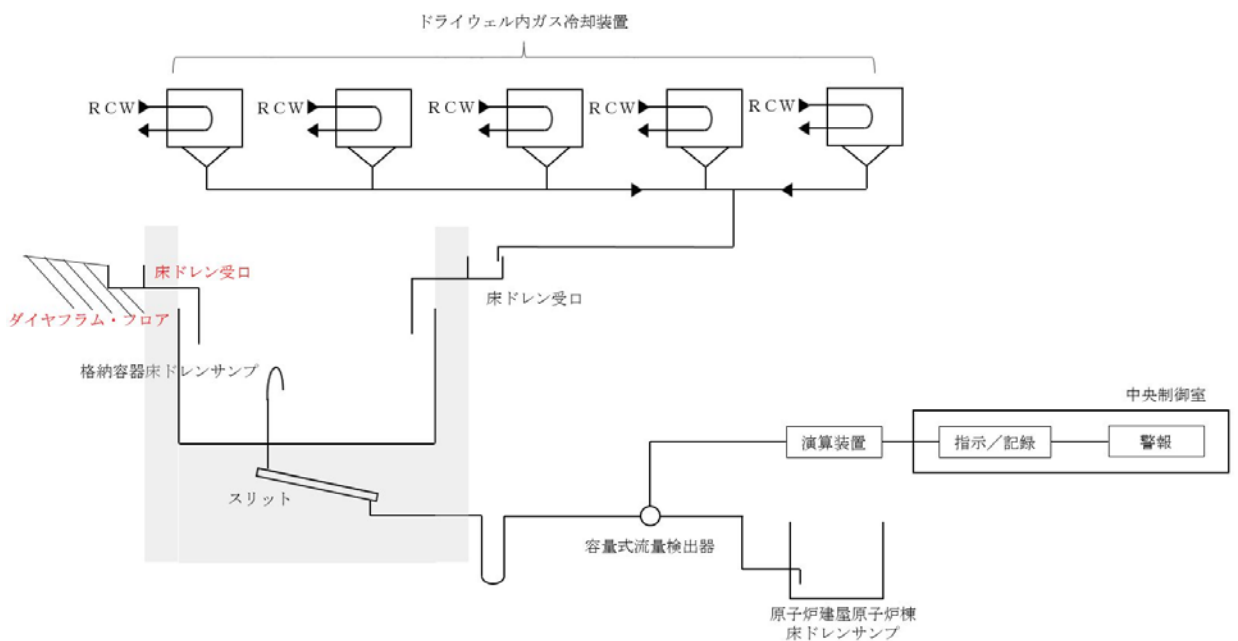 ドライウェル内ガス冷却装置
ＲＣＷ
ＲＣＷ
ＲＣＷ
ＲＣＷ
ＲＣＷ
床ドレン受口
床ドレン受口
ダイヤフラム・フロア
格納容器床ドレンサンプ
中央制御室
演算装置
指示／記録
警報
スリット
容量式流量検出器
原子炉建屋原子炉棟
床ドレンサンプ